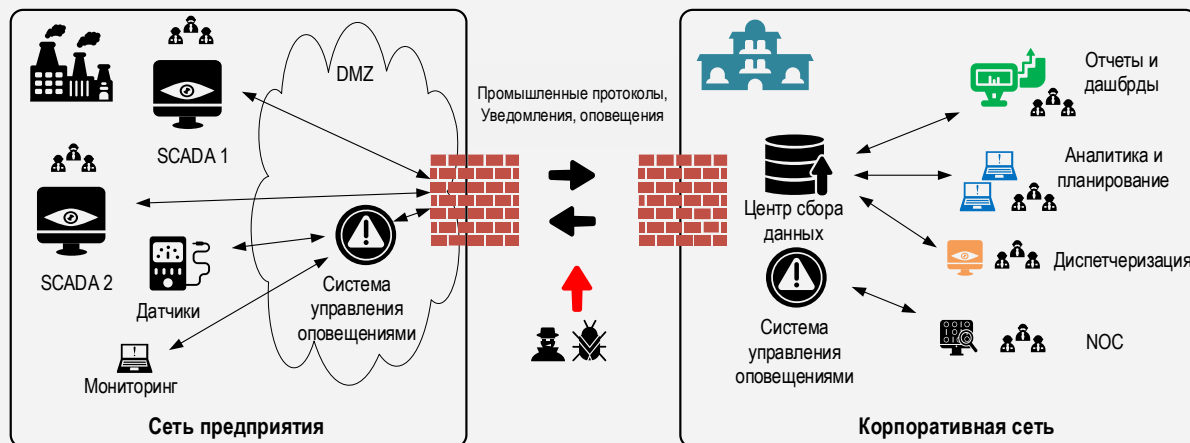 DMZ
SCADA 1
SCADA 2
Датчики
Мониторинг
Система
управления
оповещениями
Сеть предприятия
Промышленные протоколы,
Уведомления, оповещения
Центр сбора
данных
Система
управления
оповещениями
Отчеты и
дашбрды
Аналитика и
планирование
Диспетчеризация
NOC
Корпоративная сеть